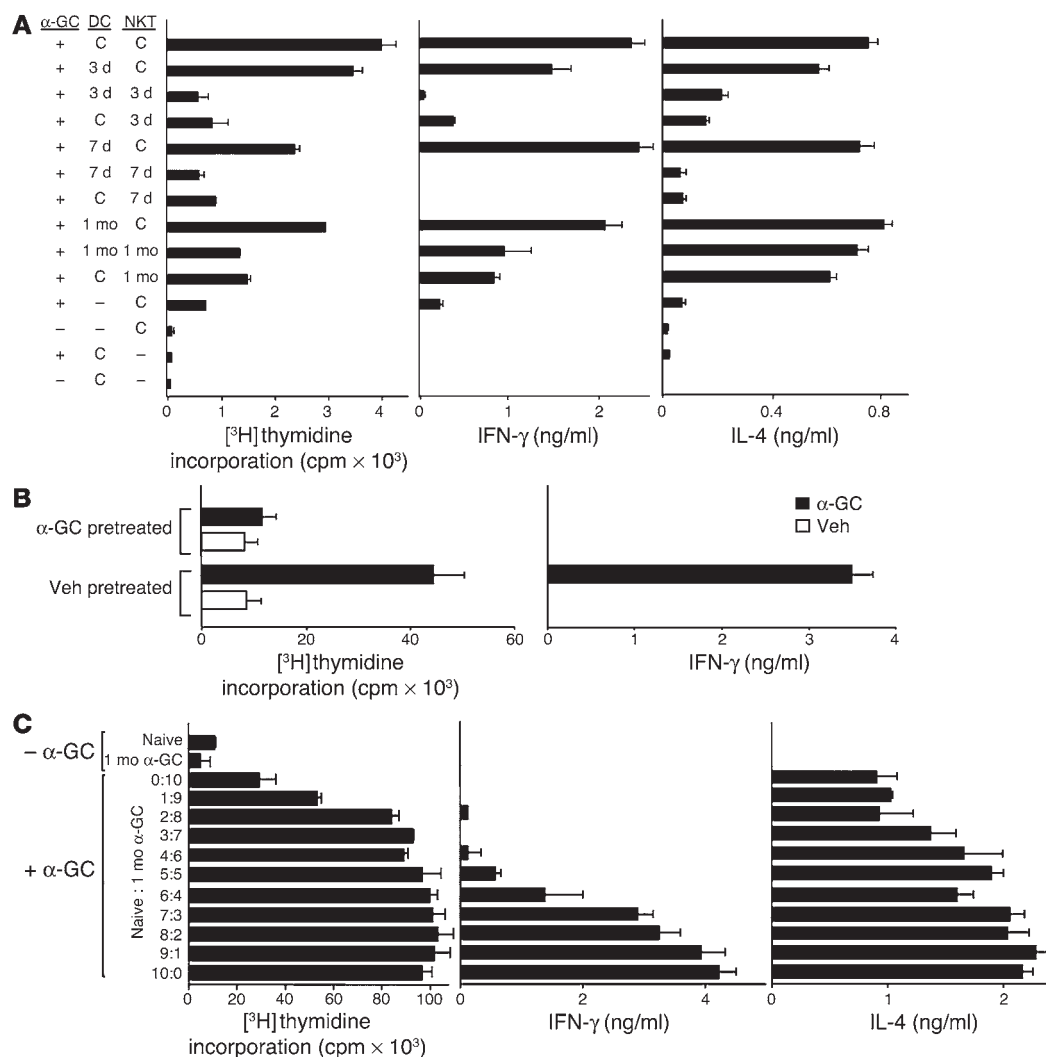 A
α-GC DC NKT
+ C C
+ 3 d C
+ 3 d 3 d
+ C 3 d
+ 7 d C
+ 7 d 7 d
+ C 7 d
+ 1 mo C
+ 1 mo 1 mo
+ C 1 mo
+ – C
– – C
+ C –
– C –
0 1 2 3 4
[³H]thymidine
incorporation (cpm × 10³)
0 1 2
IFN-γ (ng/ml)
0 0.4 0.8
IL-4 (ng/ml)
B
α-GC pretreated
Veh pretreated
0 20 40 60
[³H]thymidine
incorporation (cpm × 10³)
α-GC
Veh
0 1 2 3 4
IFN-γ (ng/ml)
C
– α-GC
Naive
1 mo α-GC
+ α-GC
Naive : 1 mo α-GC
0:10
1:9
2:8
3:7
4:6
5:5
6:4
7:3
8:2
9:1
10:0
0 20 40 60 80 100
[³H]thymidine
incorporation (cpm × 10³)
0 2 4
IFN-γ (ng/ml)
0 1 2
IL-4 (ng/ml)